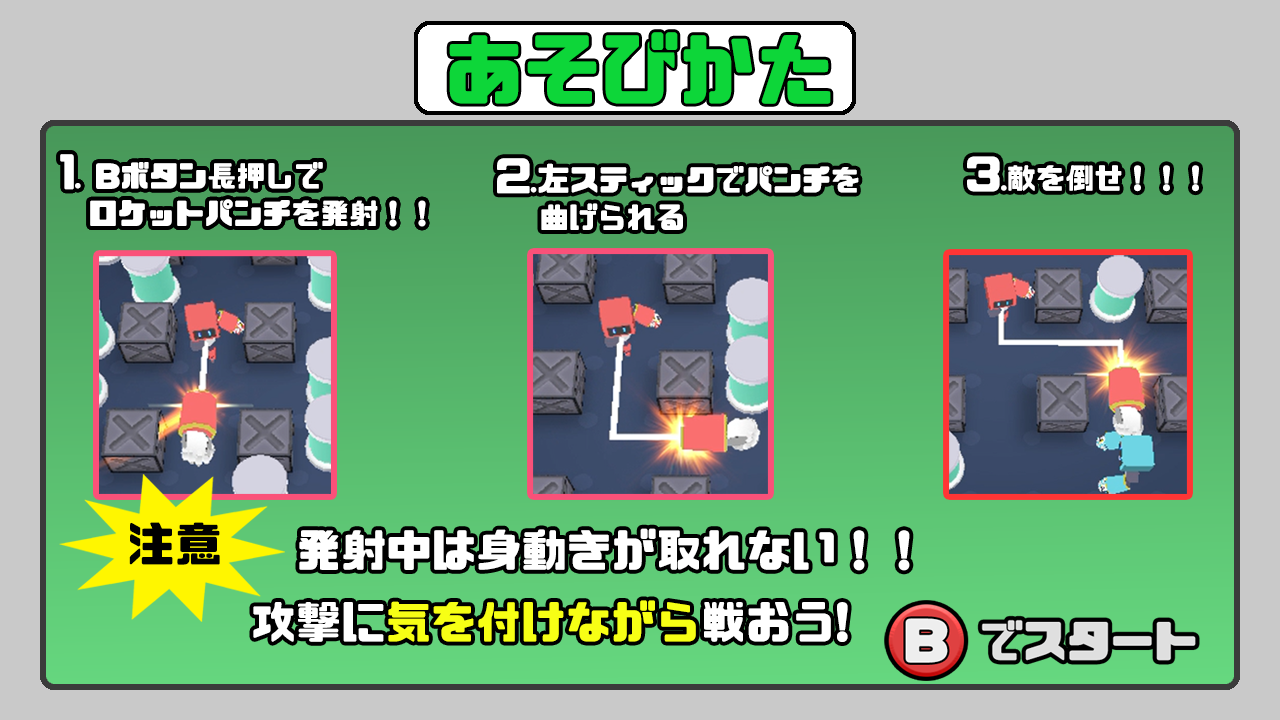 あそびかた
1. Bボタン長押しで
ロケットパンチを発射！！
2.左スティックでパンチを
曲げられる
3.敵を倒せ！！！
注意
発射中は身動きが取れない！！
攻撃に気を付けながら戦おう!
Bでスタート